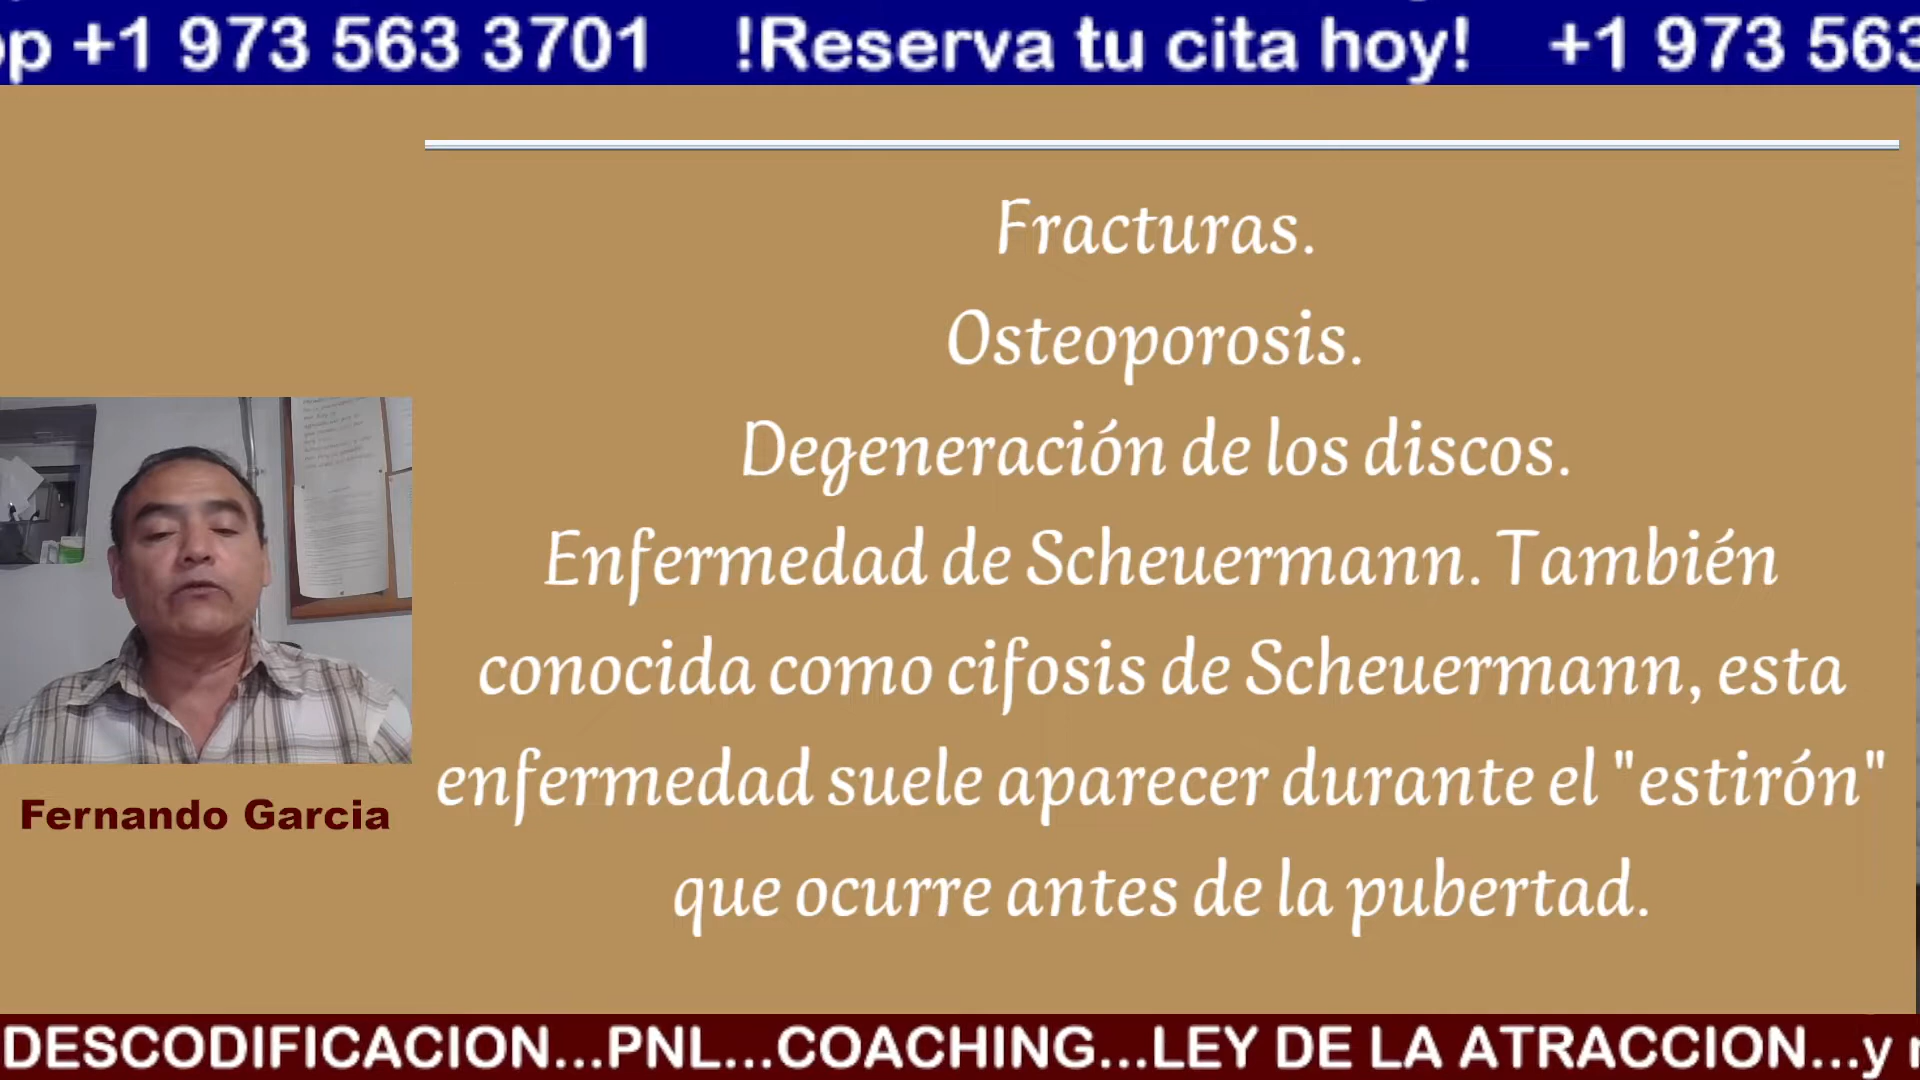 +1 973 563 3701 !Reserva tu cita hoy! +1 973 563
Fracturas.
Osteoporosis.
Degeneración de los discos.
Enfermedad de Scheuermann. También
conocida como cifosis de Scheuermann, esta
enfermedad suele aparecer durante el "estirón"
que ocurre antes de la pubertad.
Fernando Garcia
DESCODIFICACION...PNL...COACHING...LEY DE LA ATRACCION...y